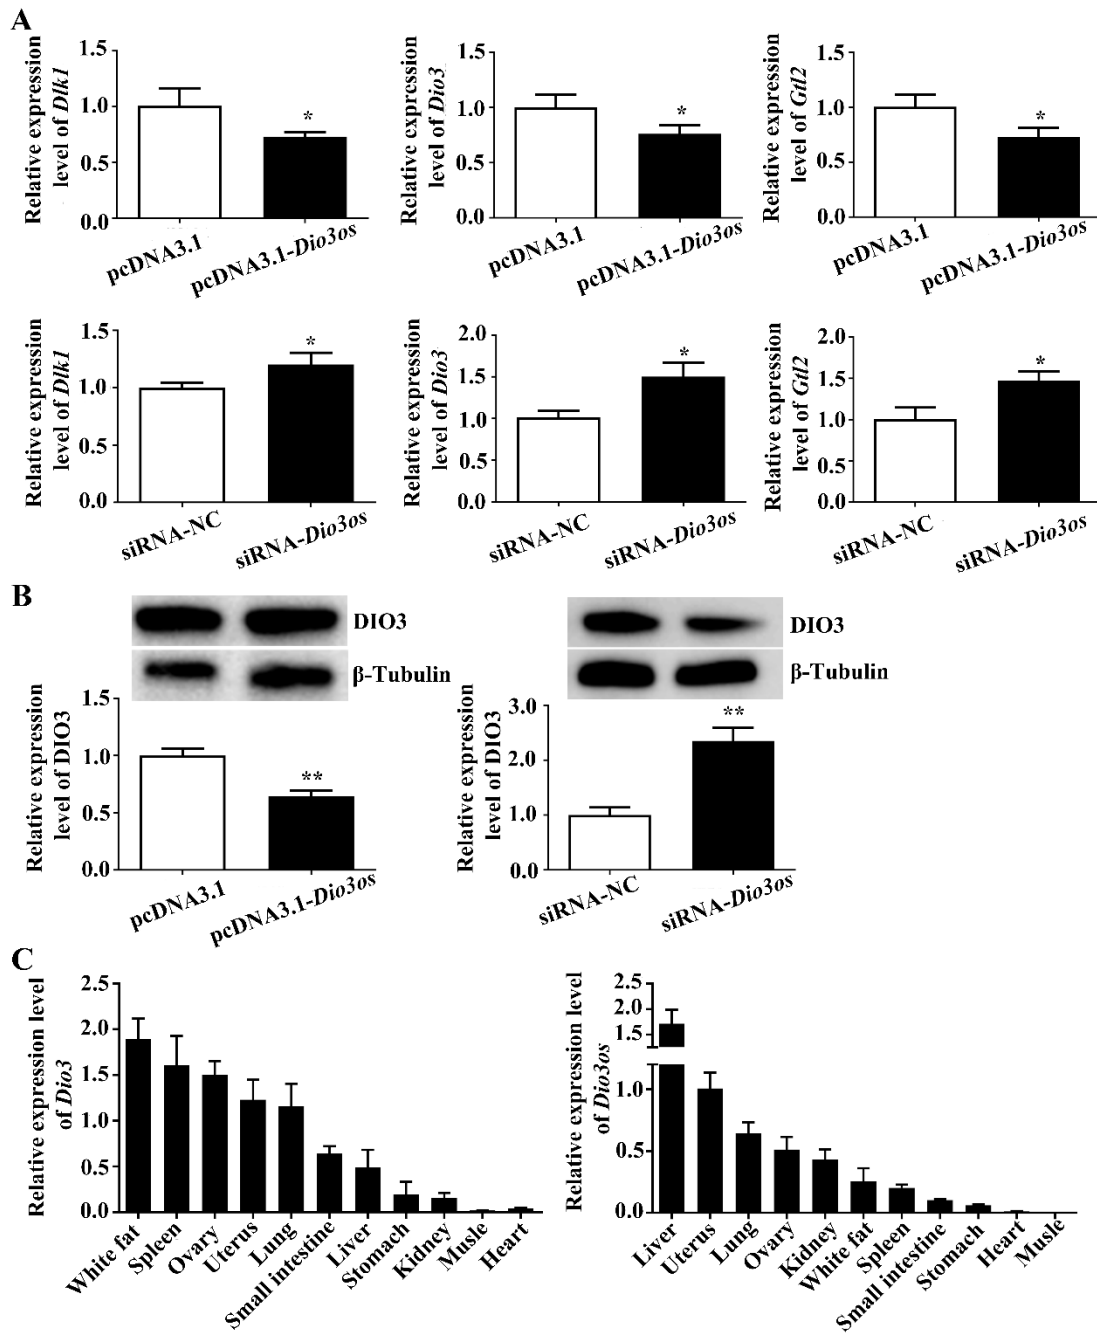 A
Relative expression
level of Dlk1
1.5
1.0
0.5
0.0
*
pcDNA3.1
pcDNA3.1-Dio3os
Relative expression
level of Dio3
1.5
1.0
0.5
0.0
*
pcDNA3.1
pcDNA3.1-Dio3os
Relative expression
level of Gtl2
1.5
1.0
0.5
0.0
*
pcDNA3.1
pcDNA3.1-Dio3os
Relative expression
level of Dlk1
1.5
1.0
0.5
0.0
*
siRNA-NC
siRNA-Dio3os
Relative expression
level of Dio3
2.0
1.5
1.0
0.5
0.0
*
siRNA-NC
siRNA-Dio3os
Relative expression
level of Gtl2
2.0
1.5
1.0
0.5
0.0
*
siRNA-NC
siRNA-Dio3os
B
DIO3
β-Tubulin
Relative expression
level of DIO3
1.5
1.0
0.5
0.0
**
pcDNA3.1
pcDNA3.1-Dio3os
DIO3
β-Tubulin
Relative expression
level of DIO3
3.0
2.0
1.0
0.0
**
siRNA-NC
siRNA-Dio3os
C
Relative expression level
of Dio3
2.5
2.0
1.5
1.0
0.5
0.0
White fat
Spleen
Ovary
Uterus
Lung
Small intestine
Liver
Stomach
Kidney
Musle
Heart
Relative expression level
of Dio3os
2.5
2.0
1.5
1.0
0.5
0.0
Liver
Uterus
Lung
Ovary
Kidney
White fat
Spleen
Small intestine
Stomach
Heart
Musle